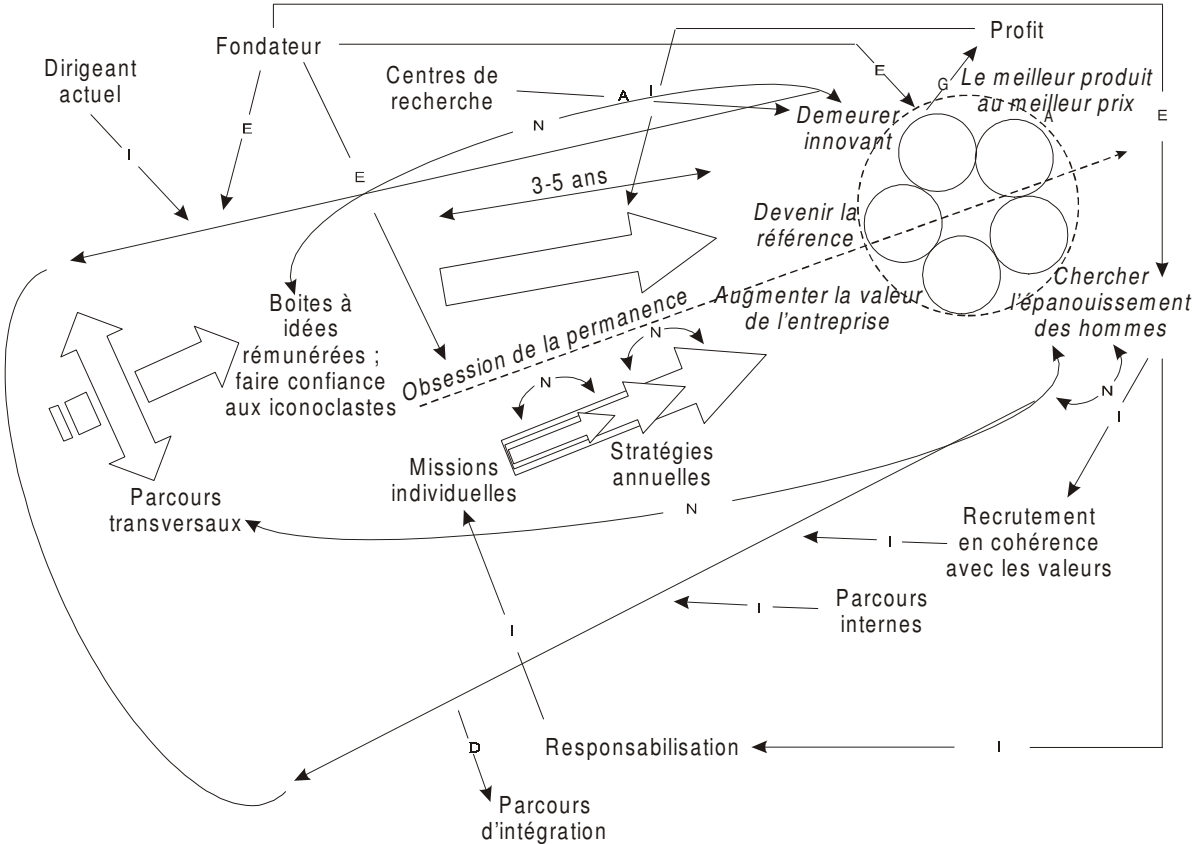 Profit
Fondateur
Dirigeant
actuel
Centres de
recherche
E
G
Le meilleur produit
au meilleur prix
A
I
A
E
Demeurer
innovant
N
E
I
E
3-5 ans
Devenir la
référence
Chercher
l'épanouissement
des hommes
Boites à
idées
rémunérées ;
faire confiance
aux iconoclastes
Obsession de la permanence
Augmenter la valeur
de l'entreprise
N
N
N
I
Stratégies
annuelles
Missions
individuelles
Parcours
transversaux
N
Recrutement
en cohérence
avec les valeurs
I
Parcours
internes
I
I
D
Responsabilisation
I
Parcours
d'intégration